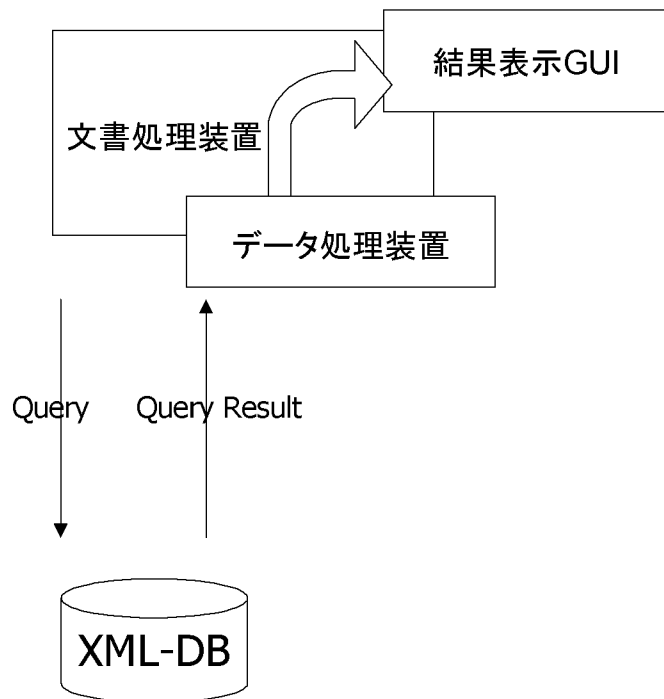 結果表示GUI
文書処理装置
データ処理装置
Query
Query Result
XML-DB